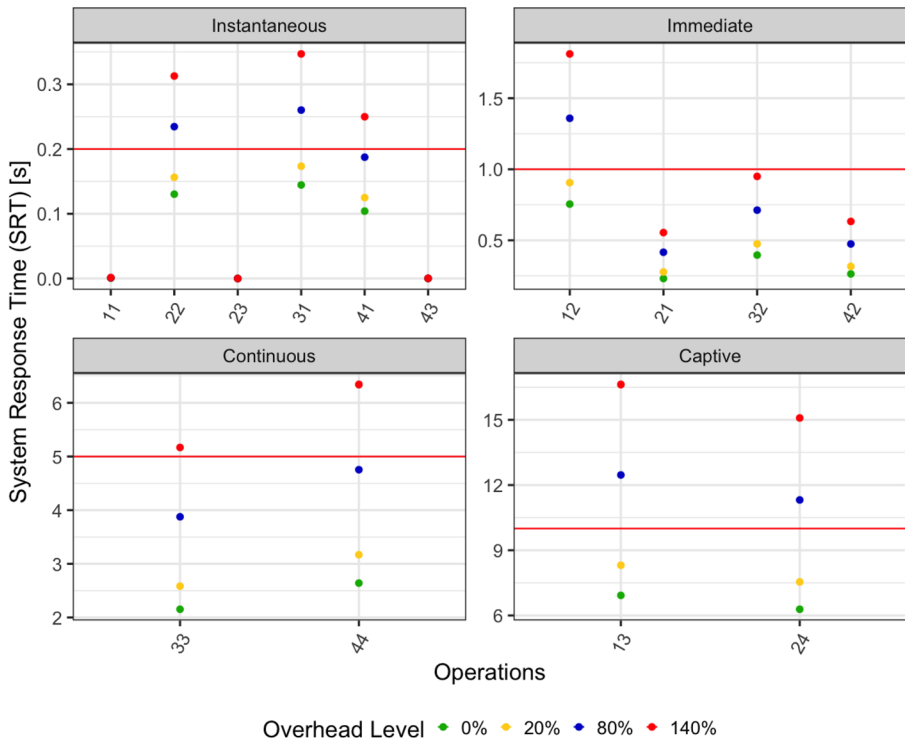 Instantaneous
Immediate
0.3
0.2
0.1
0.0
11 22 23 31 41 43
1.5
1.0
0.5
12 21 32 42
System Response Time (SRT) [s]
Continuous
Captive
6
5
4
3
2
33 44
15
12
9
6
13 24
Operations
Overhead Level 0% 20% 80% 140%